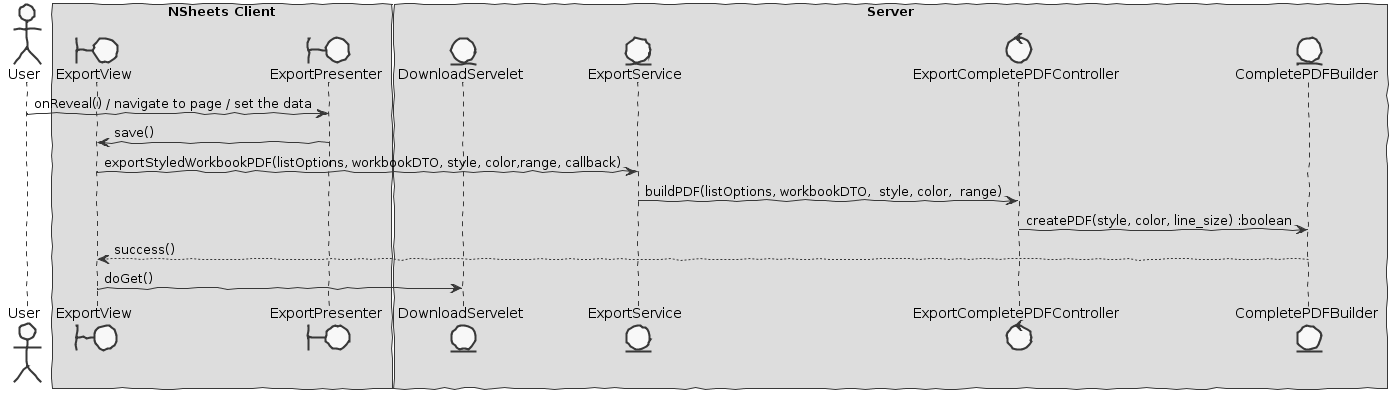 NSheets Client
Server
User
ExportView
ExportPresenter
DownloadServelet
ExportService
ExportCompletePDFController
CompletePDFBuilder
onReveal() / navigate to page / set the data
save()
exportStyledWorkbookPDF(listOptions, workbookDTO, style, color,range, callback)
buildPDF(listOptions, workbookDTO,  style, color,  range)
createPDF(style, color, line_size) :boolean
success()
doGet()
User
ExportView
ExportPresenter
DownloadServelet
ExportService
ExportCompletePDFController
CompletePDFBuilder